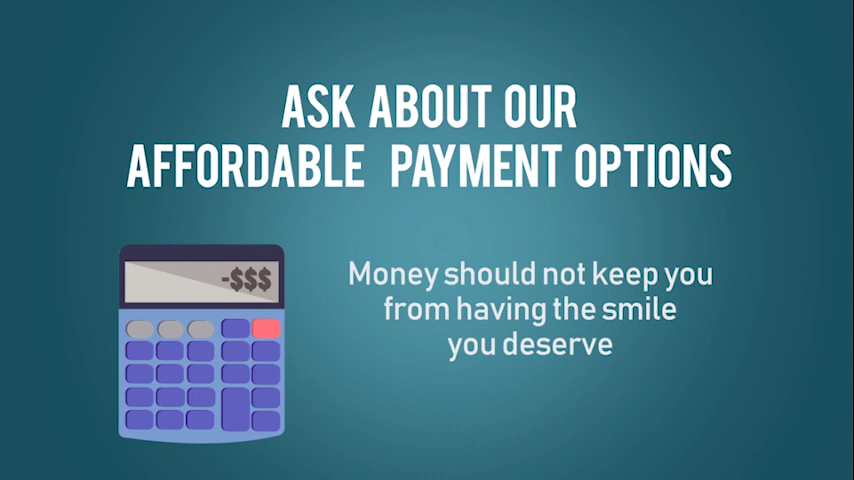 ASK ABOUT OUR
AFFORDABLE PAYMENT OPTIONS
-$$$
Money should not keep you
from having the smile
you deserve